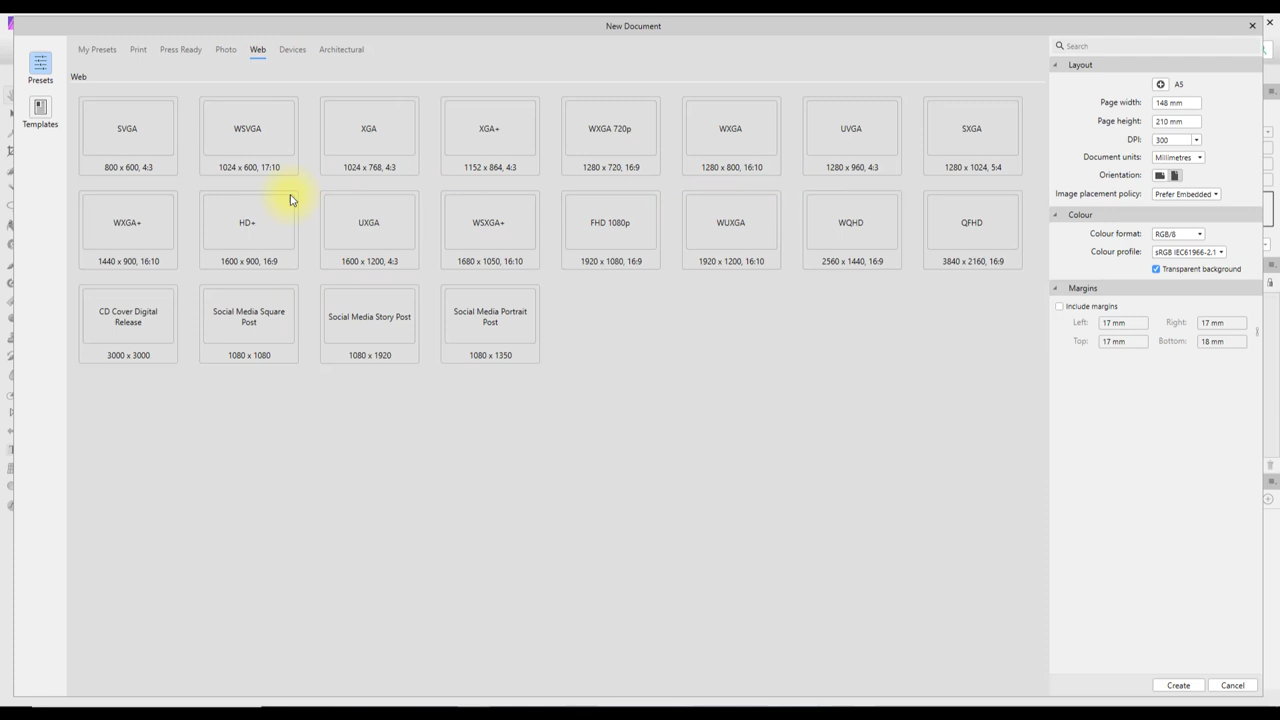 New Document
My Presets Print Press Ready Photo Web Devices Architectural
Presets
Templates
Web
SVGA WSVGA XGA XGA+ WXGA 720p WXGA UVGA SXGA
800 x 600, 4:3 1024 x 600, 17:10 1024 x 768, 4:3 1152 x 864, 4:3 1280 x 720, 16:9 1280 x 800, 16:10 1280 x 960, 4:3 1280 x 1024, 5:4
WXGA+ HD+ UXGA WSXGA+ FHD 1080p WUXGA WQHD QFHD
1440 x 900, 16:10 1600 x 900, 16:9 1600 x 1200, 4:3 1680 x 1050, 16:10 1920 x 1080, 16:9 1920 x 1200, 16:10 2560 x 1440, 16:9 3840 x 2160, 16:9
CD Cover Digital Release
3000 x 3000
Social Media Square Post
1080 x 1080
Social Media Story Post
1080 x 1920
Social Media Portrait Post
1080 x 1350
Search
Layout
A5
Page width: 148 mm
Page height: 210 mm
DPI: 300
Document units: Millimetres
Orientation:
Image placement policy: Prefer Embedded
Colour
Colour format: RGB/8
Colour profile: sRGB IEC61966-2.1
Transparent background
Margins
Include margins
Left: 17 mm Right: 17 mm
Top: 17 mm Bottom: 18 mm
Create Cancel